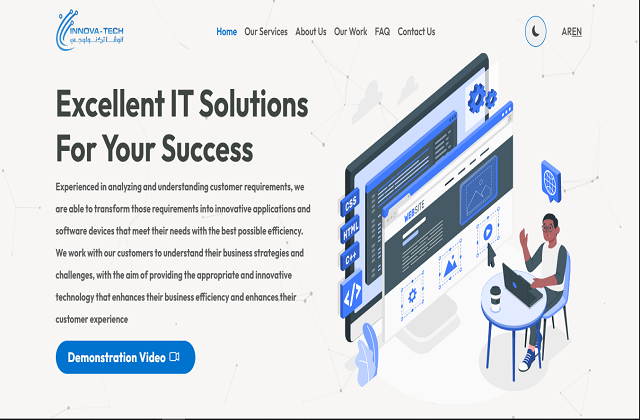 INNOVA-TECH
انوفا تكنولوجي
Home Our Services About Us Our Work FAQ Contact Us
AR EN
Excellent IT Solutions
For Your Success
Experienced in analyzing and understanding customer requirements, we
are able to transform those requirements into innovative applications and
software devices that meet their needs with the best possible efficiency.
We work with our customers to understand their business strategies and
challenges, with the aim of providing the appropriate and innovative
technology that enhances their business efficiency and enhances their
customer experience
Demonstration Video
CSS
HTML
C++
</>
WEBSITE